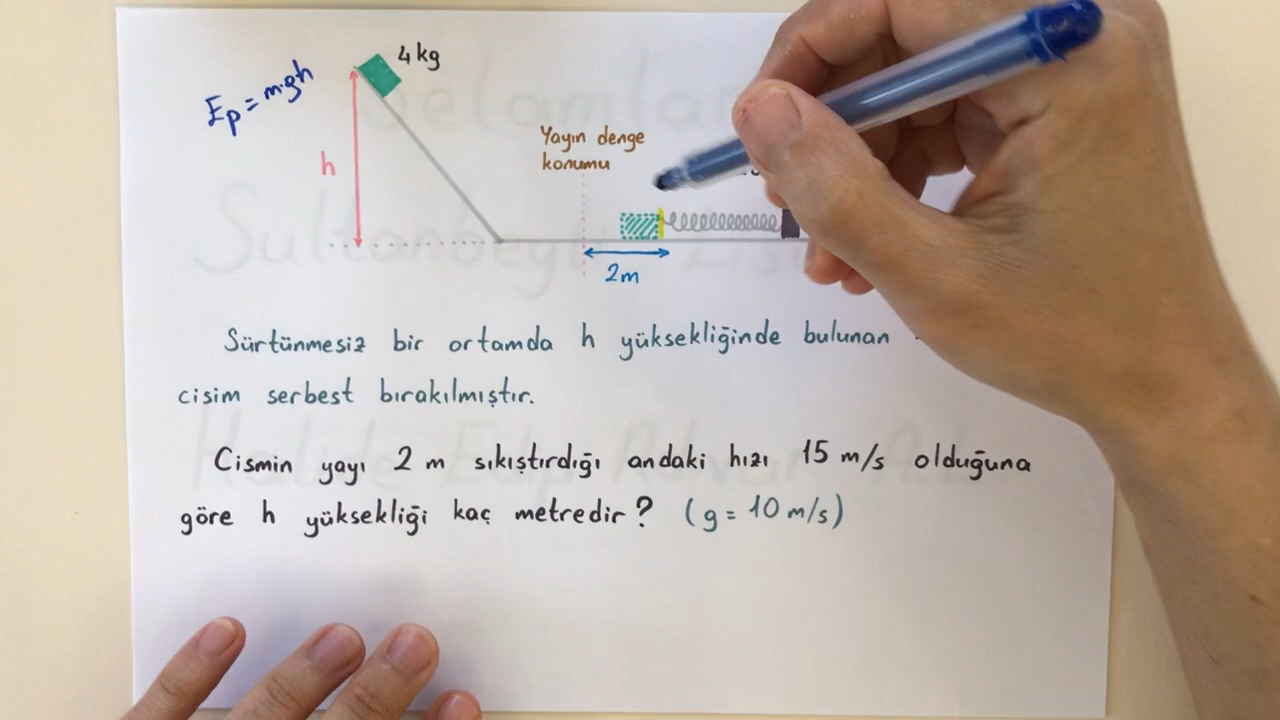 4 kg
Ep = m.g.h
h
Yayın denge
konumu
2m
Sürtünmesiz bir ortamda h yüksekliğinde bulunan
cisim serbest bırakılmıştır.
Cismin yayı 2 m sıkıştırdığı andaki hızı 15 m/s olduğuna
göre h yüksekliği kaç metredir? (g = 10 m/s)